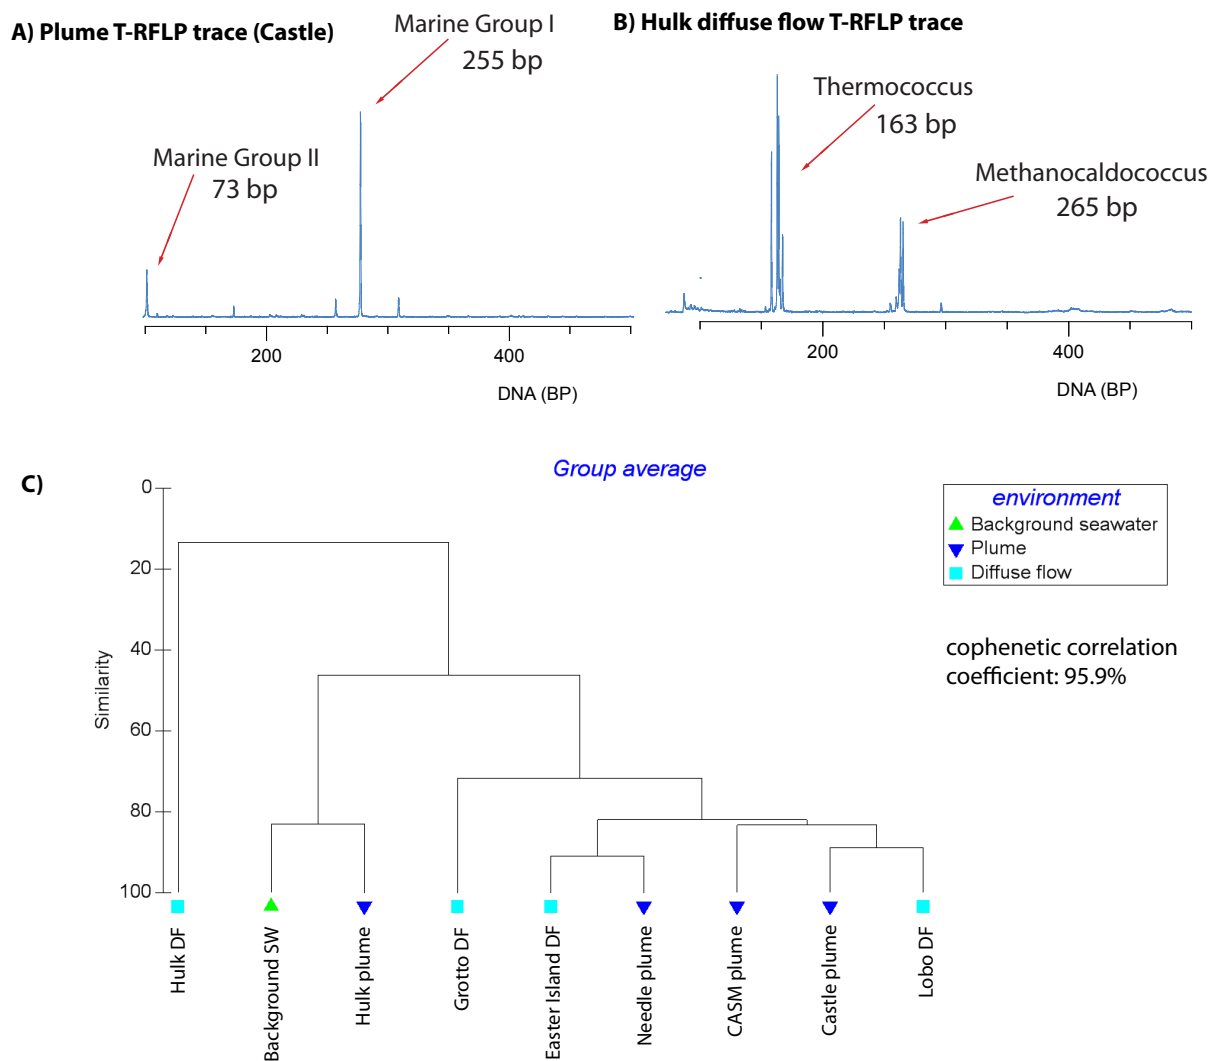 A) Plume T-RFLP trace (Castle)
Marine Group I
255 bp
Marine Group II
73 bp
200
400
DNA (BP)
B) Hulk diffuse flow T-RFLP trace
Thermococcus
163 bp
Methanocaldococcus
265 bp
200
400
DNA (BP)
C)
Group average
Similarity
0
20
40
60
80
100
environment
Background seawater
Plume
Diffuse flow
cophenetic correlation
coefficient: 95.9%
Hulk DF
Background SW
Hulk plume
Grotto DF
Easter Island DF
Needle plume
CASM plume
Castle plume
Lobo DF